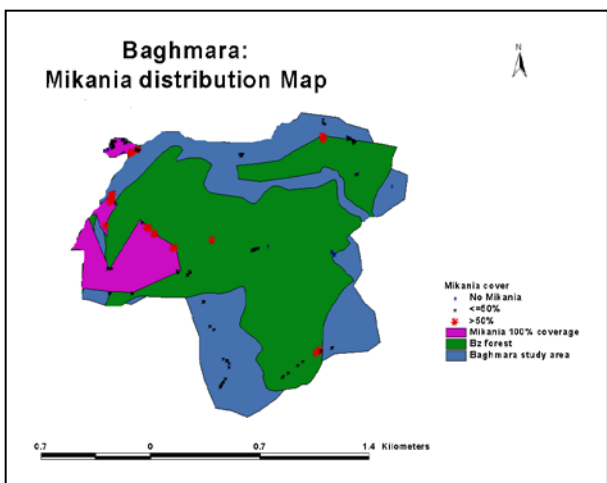 Baghmara:
Mikania distribution Map
N
Mikania cover
No Mikania
<=50%
>50%
Mikania 100% coverage
Bz forest
Baghmara study area
0.7 0 0.7 1.4 Kilometers